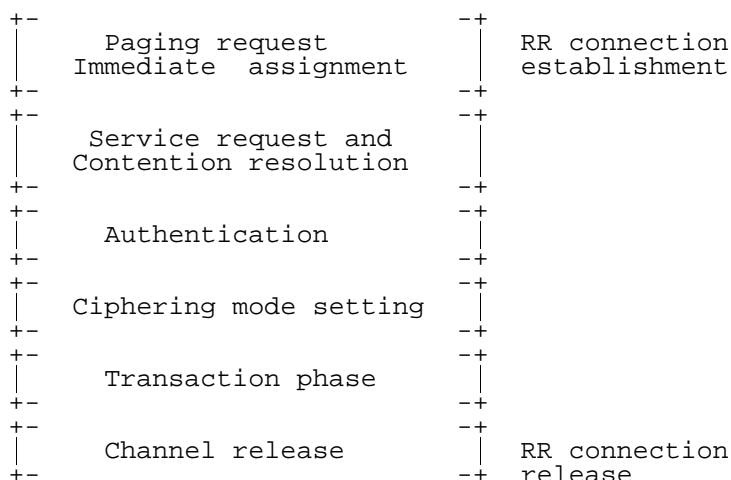 +- -+
| Paging request | RR connection
| Immediate assignment | establishment
+- -+
+- -+
| Service request and |
| Contention resolution |
+- -+
+- -+
| Authentication |
+- -+
+- -+
| Ciphering mode setting |
+- -+
+- -+
| Transaction phase |
+- -+
+- -+
| Channel release | RR connection
+- -+ release